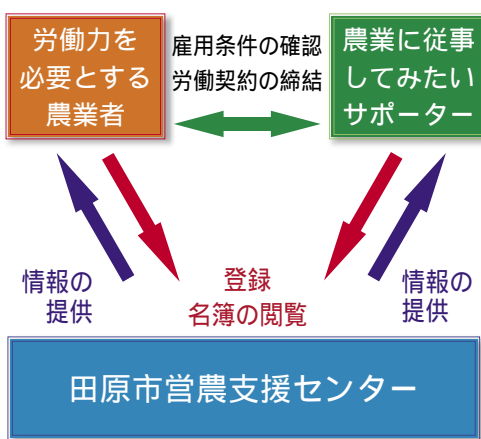 労働力を
必要とする
農業者
雇用条件の確認
労働契約の締結
農業に従事
してみたい
サポーター
情報の
提供
登録
名簿の閲覧
情報の
提供
田原市営農支援センター